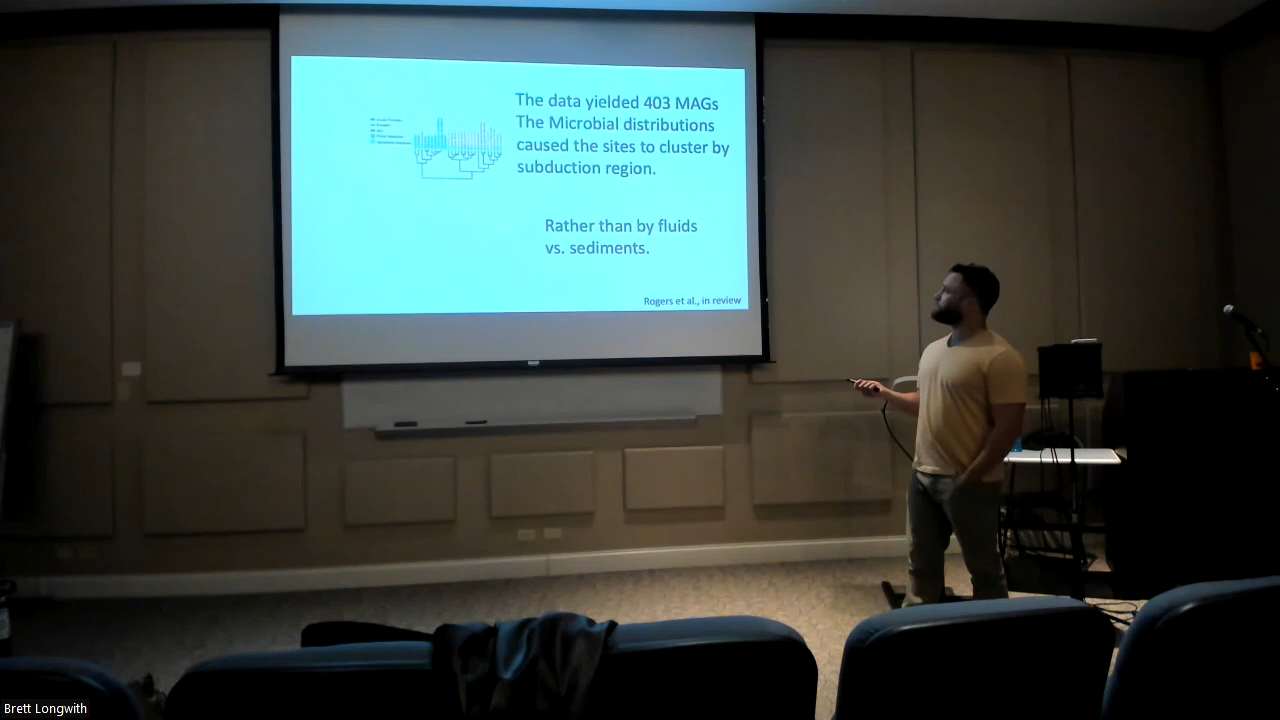 The data yielded 403 MAGs
The Microbial distributions
caused the sites to cluster by
subduction region.
Rather than by fluids
vs. sediments.
Rogers et al., in review
Brett Longwith